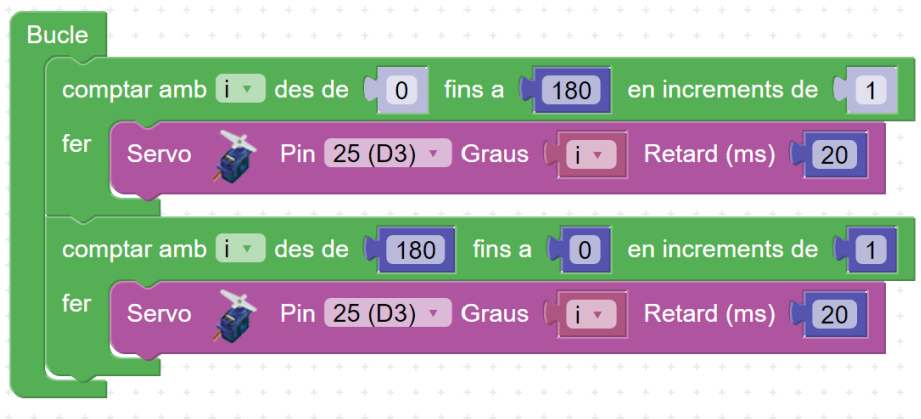 Bucle
comptar amb i des de 0 fins a 180 en increments de 1
fer Servo Pin 25 (D3) Graus i Retard (ms) 20
comptar amb i des de 180 fins a 0 en increments de 1
fer Servo Pin 25 (D3) Graus i Retard (ms) 20